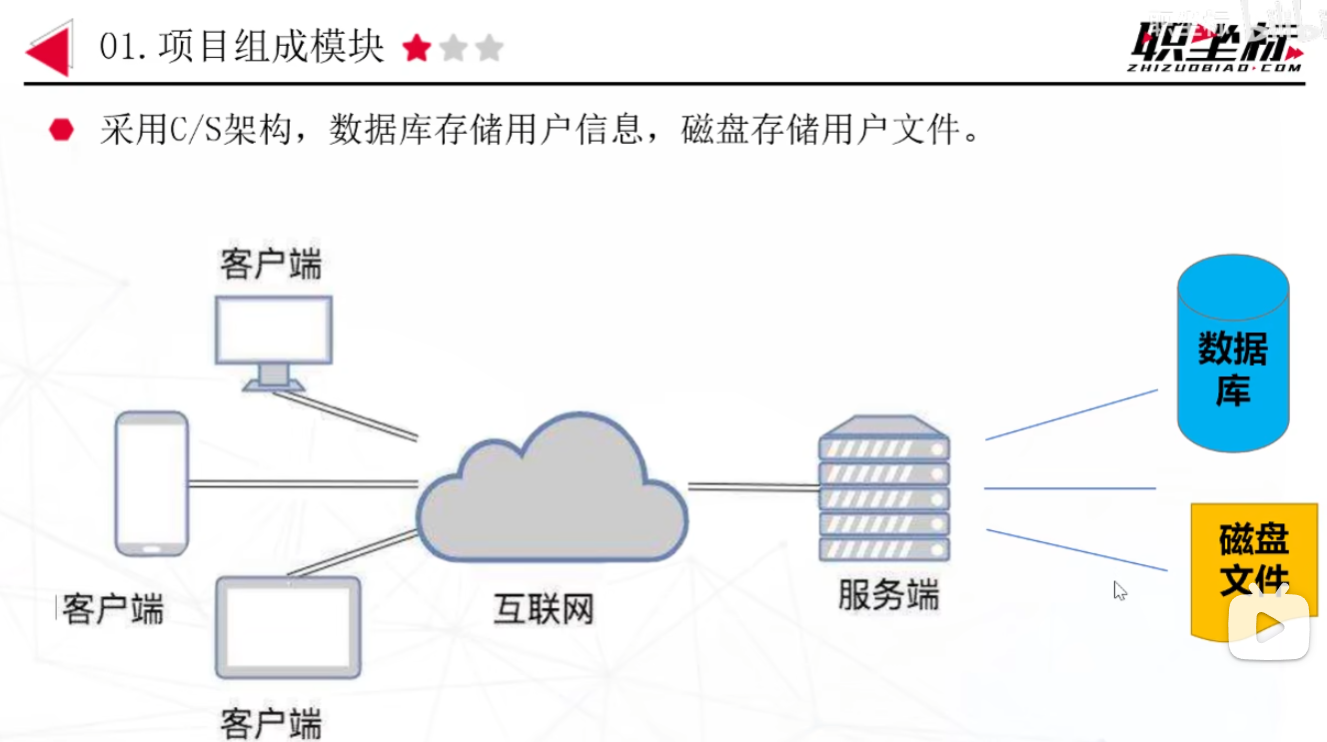 01.项目组成模块
职坐标
ZHIZUOBIAO.COM
采用C/S架构，数据库存储用户信息，磁盘存储用户文件。
客户端
数据
库
磁盘
文件
客户端
互联网
服务端
客户端